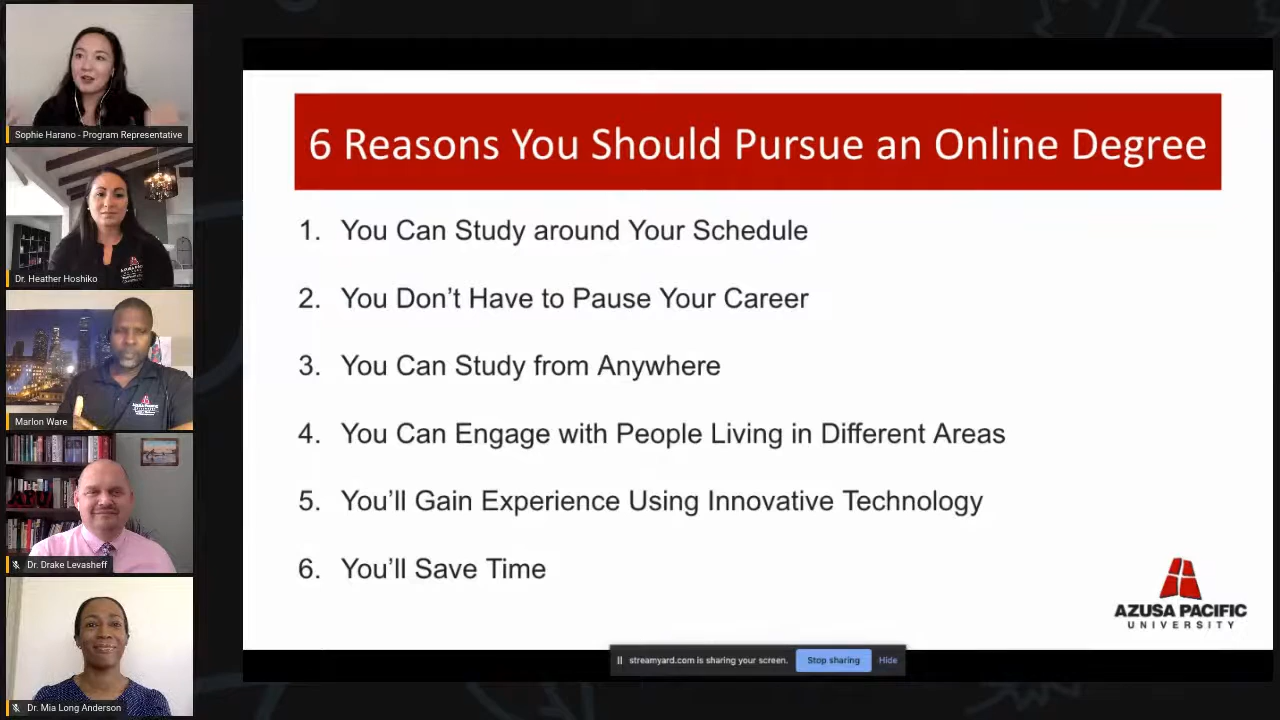 Sophie Harano - Program Representative
Dr. Heather Hoshiko
Marlon Ware
Dr. Drake Levasheff
Dr. Mia Long Anderson
6 Reasons You Should Pursue an Online Degree
1. You Can Study around Your Schedule
2. You Don't Have to Pause Your Career
3. You Can Study from Anywhere
4. You Can Engage with People Living in Different Areas
5. You'll Gain Experience Using Innovative Technology
6. You'll Save Time
AZUSA PACIFIC
UNIVERSITY
streamyard.com is sharing your screen. Stop sharing Hide
APU
AZUSA PACIFIC